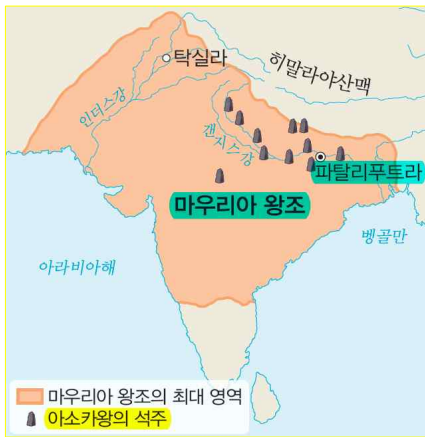 탁실라
히말라야산맥
인더스강
갠지스강
파탈리푸트라
마우리아 왕조
벵골만
아라비아해
마우리아 왕조의 최대 영역
아소카왕의 석주